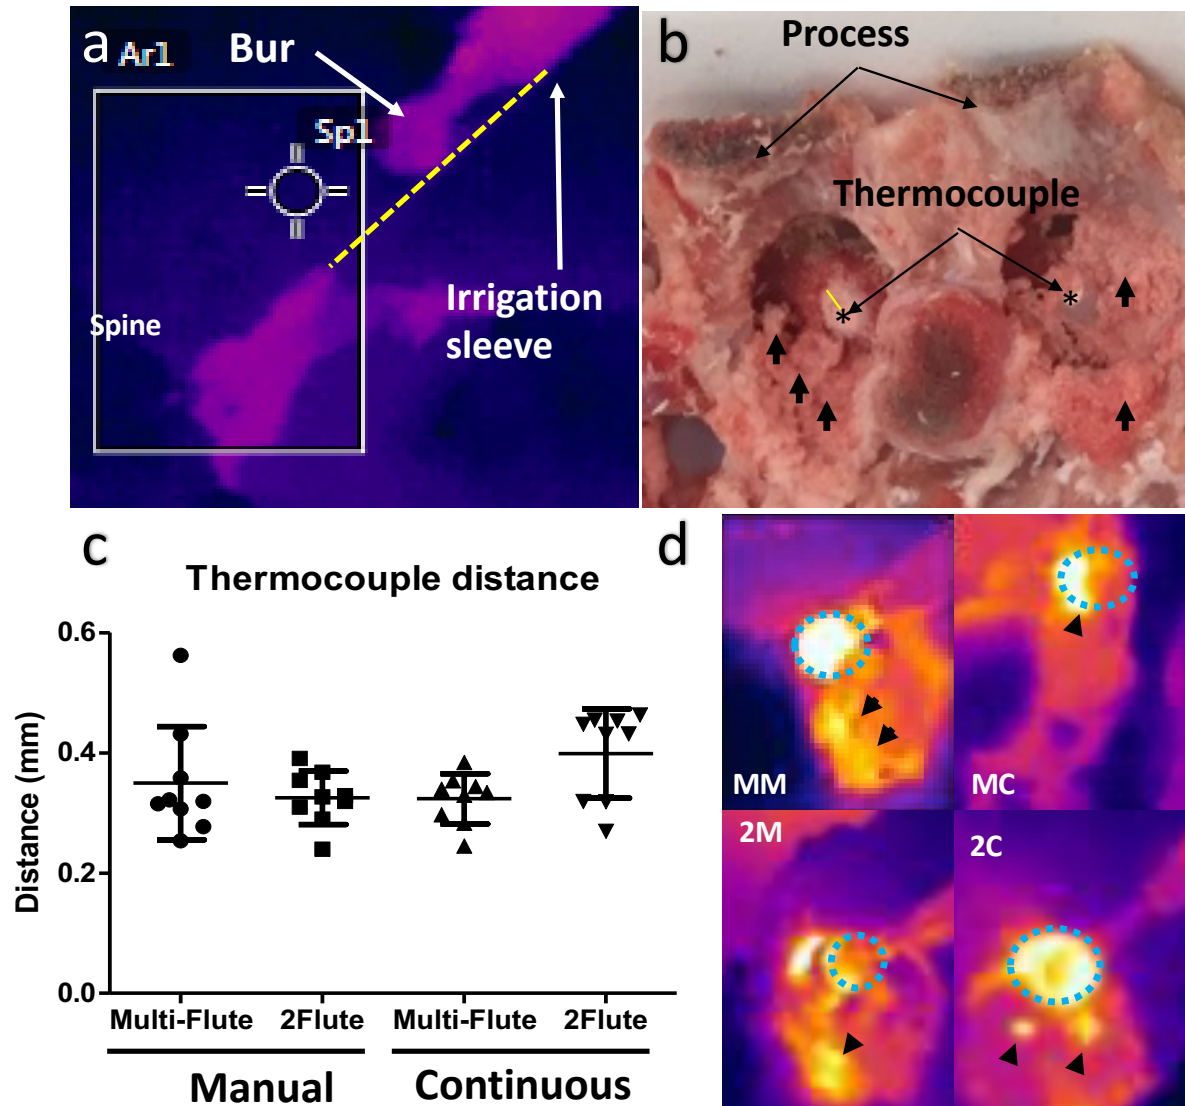 a
Ar1
Bur
Sp1
Spine
Irrigation
sleeve
b
Process
Thermocouple
*
*
c
Thermocouple distance
Distance (mm)
0.6
0.4
0.2
0.0
Multi-Flute
2Flute
Multi-Flute
2Flute
Manual
Continuous
d
MM
MC
2M
2C